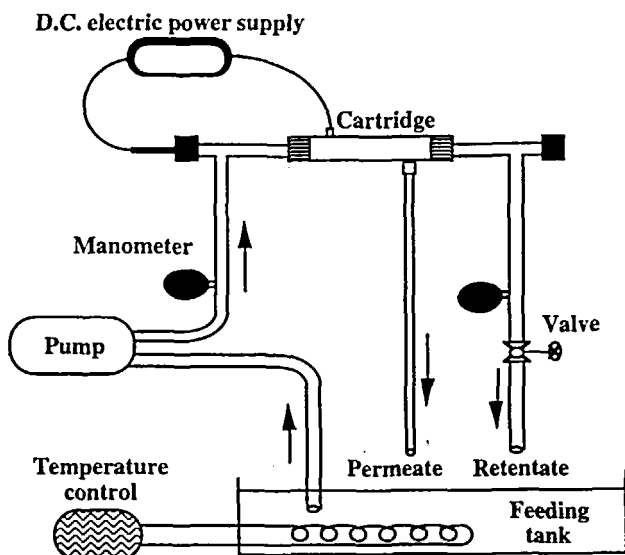 D.C. electric power supply
Cartridge
Manometer
Valve
Pump
Permeate
Retentate
Temperature
control
Feeding
tank